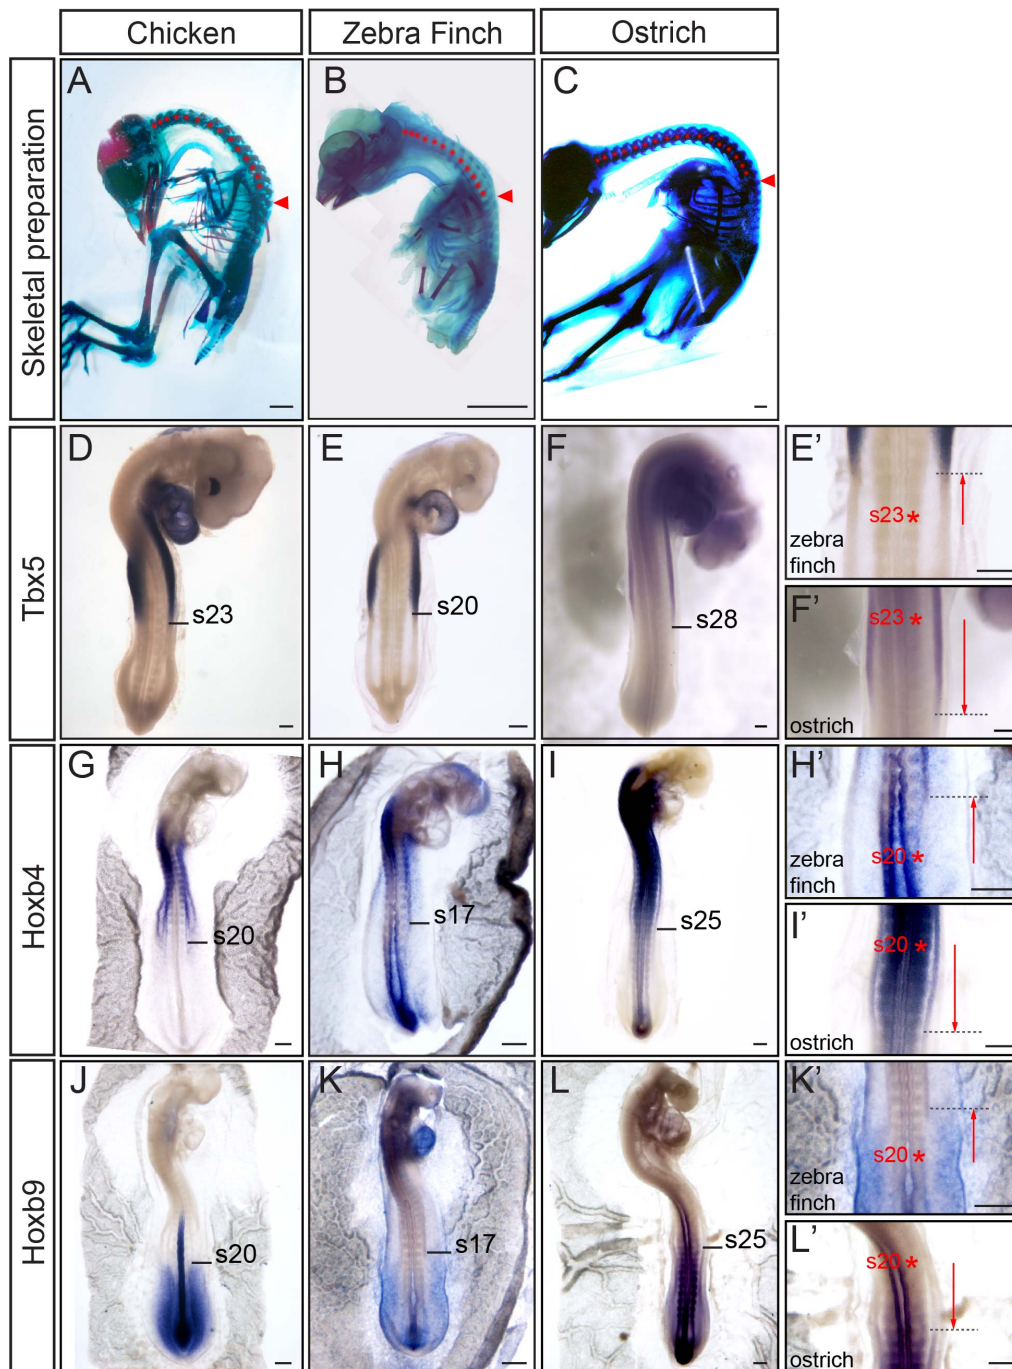 Chicken
Zebra Finch
Ostrich
Skeletal preparation
A
B
C
Tbx5
D
s23
E
s20
F
s28
E’
s23 *
zebra
finch
F’
s23 *
ostrich
Hoxb4
G
s20
H
s17
I
s25
H’
s20 *
zebra
finch
I’
s20 *
ostrich
Hoxb9
J
s20
K
s17
L
s25
K’
s20 *
zebra
finch
L’
s20 *
ostrich